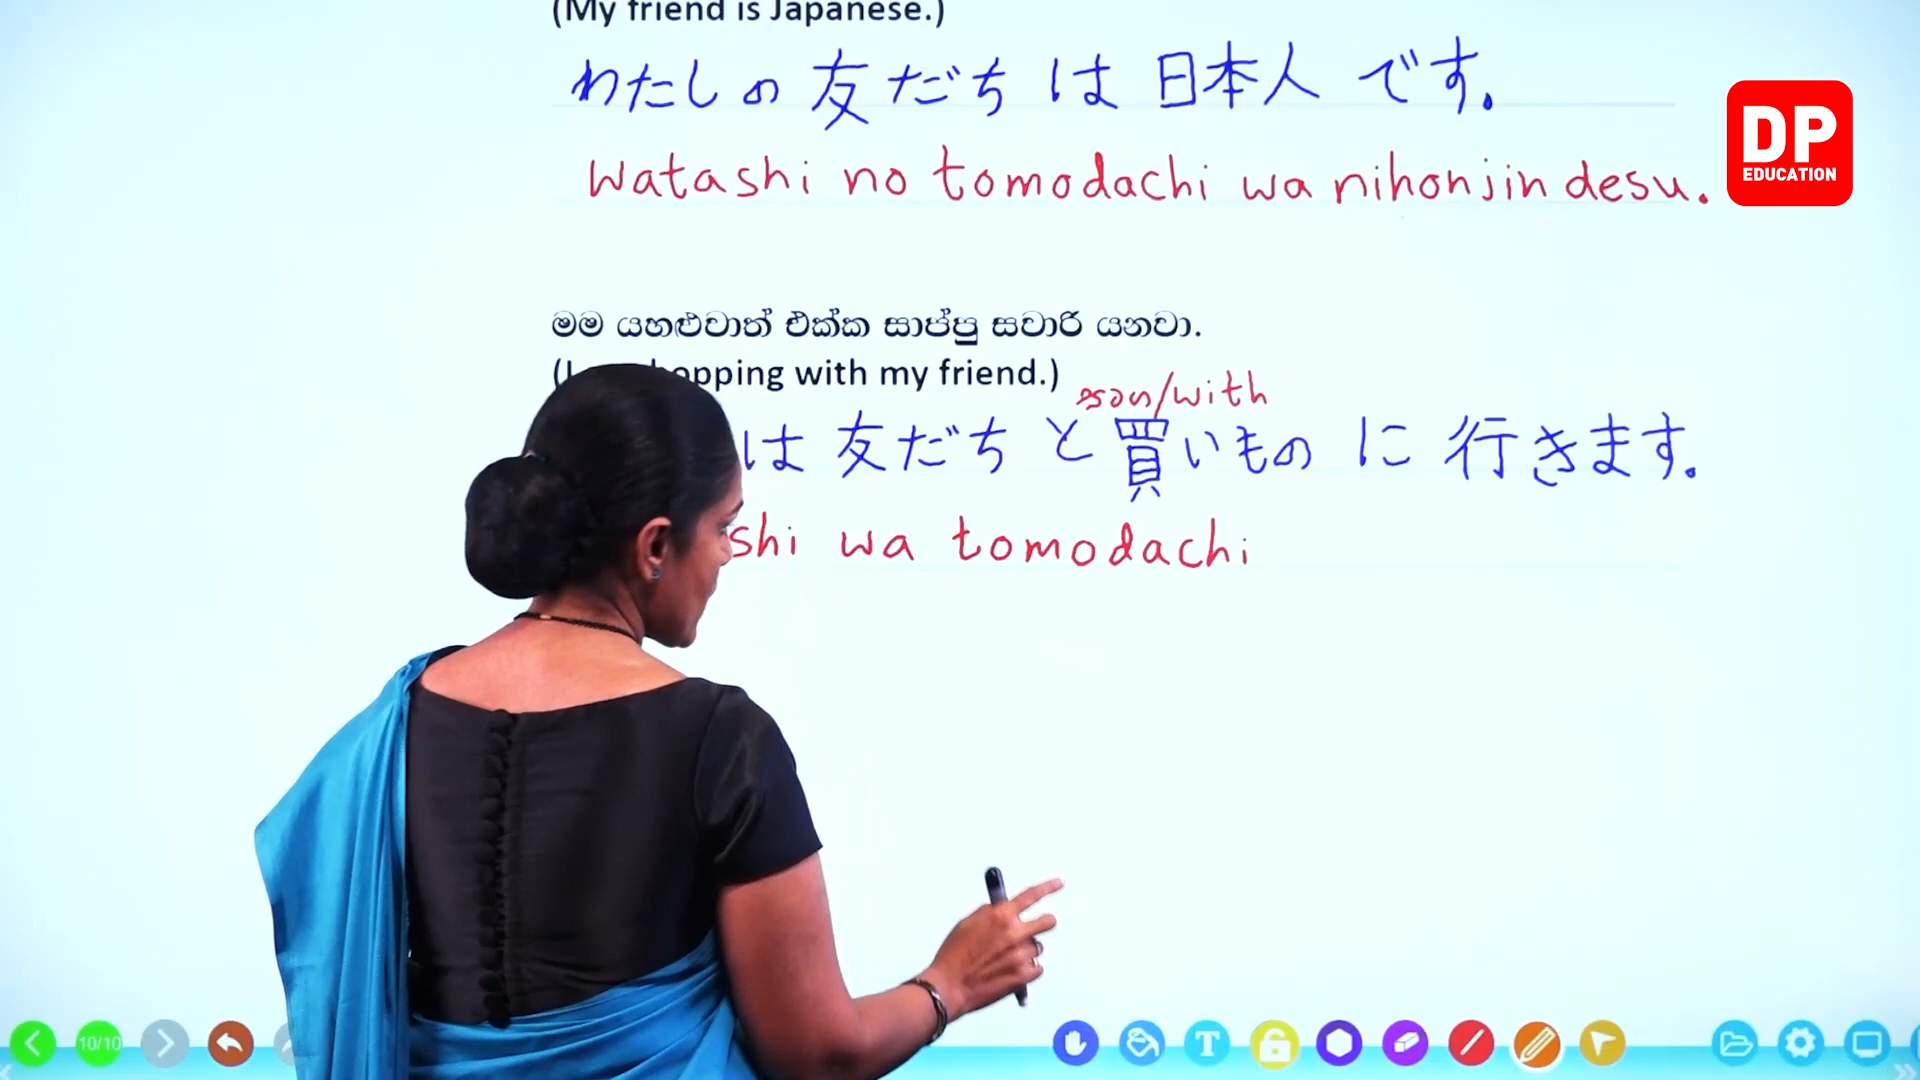 (My friend is Japanese.)
わたしの友だちは日本人です。
Watashi no tomodachi wa nihonjin desu.
DP
EDUCATION
මම යහළුවාත් එක්ක සාප්පු සවාරි යනවා.
hopping with my friend.)
සමග/with
は友だちと買いものに行きます。
shi wa tomodachi
10/10
T